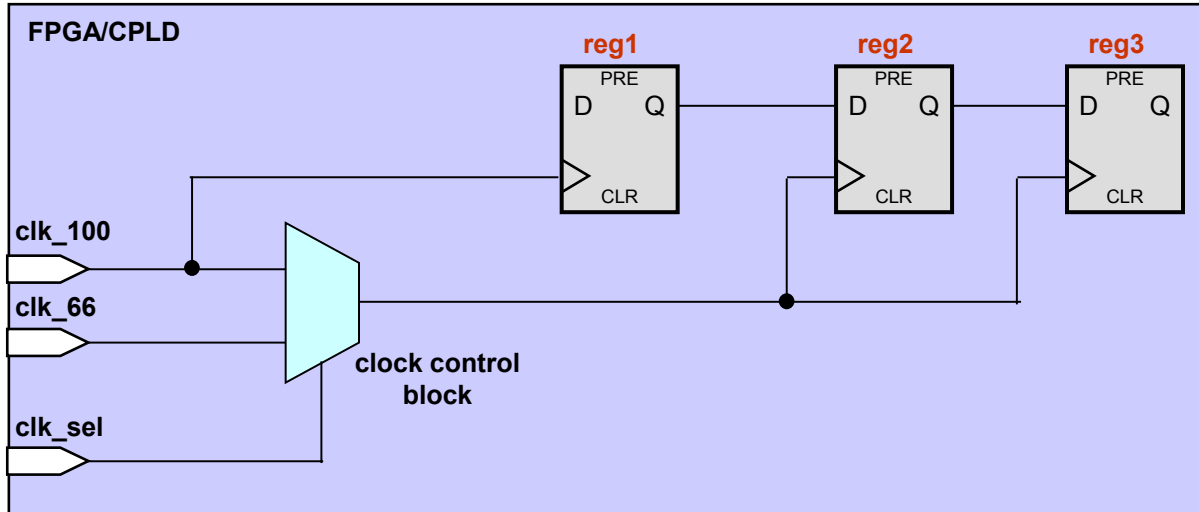 FPGA/CPLD
reg1
reg2
reg3
PRE
D Q
CLR
PRE
D Q
CLR
PRE
D Q
CLR
clk_100
clk_66
clock control
block
clk_sel